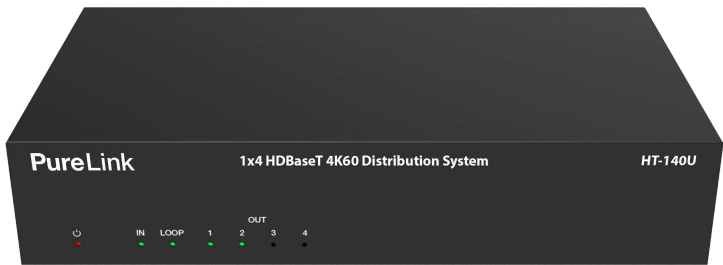 PureLink
1x4 HDBaseT 4K60 Distribution System
HT-140U
OUT
IN LOOP 1 2 3 4